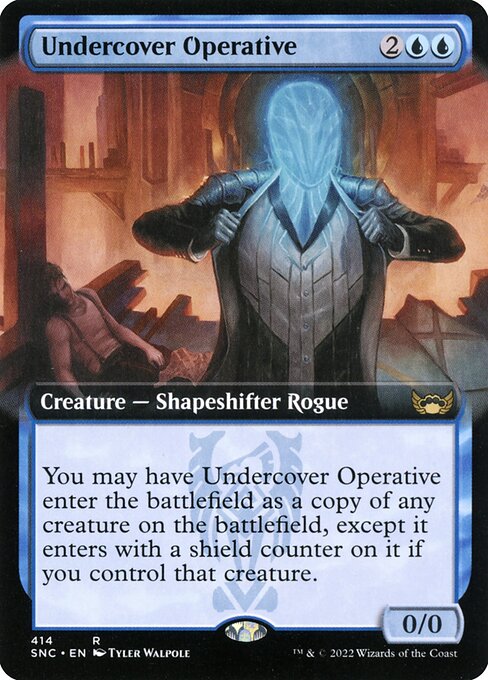 Undercover Operative 2
Creature — Shapeshifter Rogue
You may have Undercover Operative
enter the battlefield as a copy of any
creature on the battlefield, except it
enters with a shield counter on it if
you control that creature.
0/0
414 R
SNC • EN TYLER WALPOLE
™ & © 2022 Wizards of the Coast